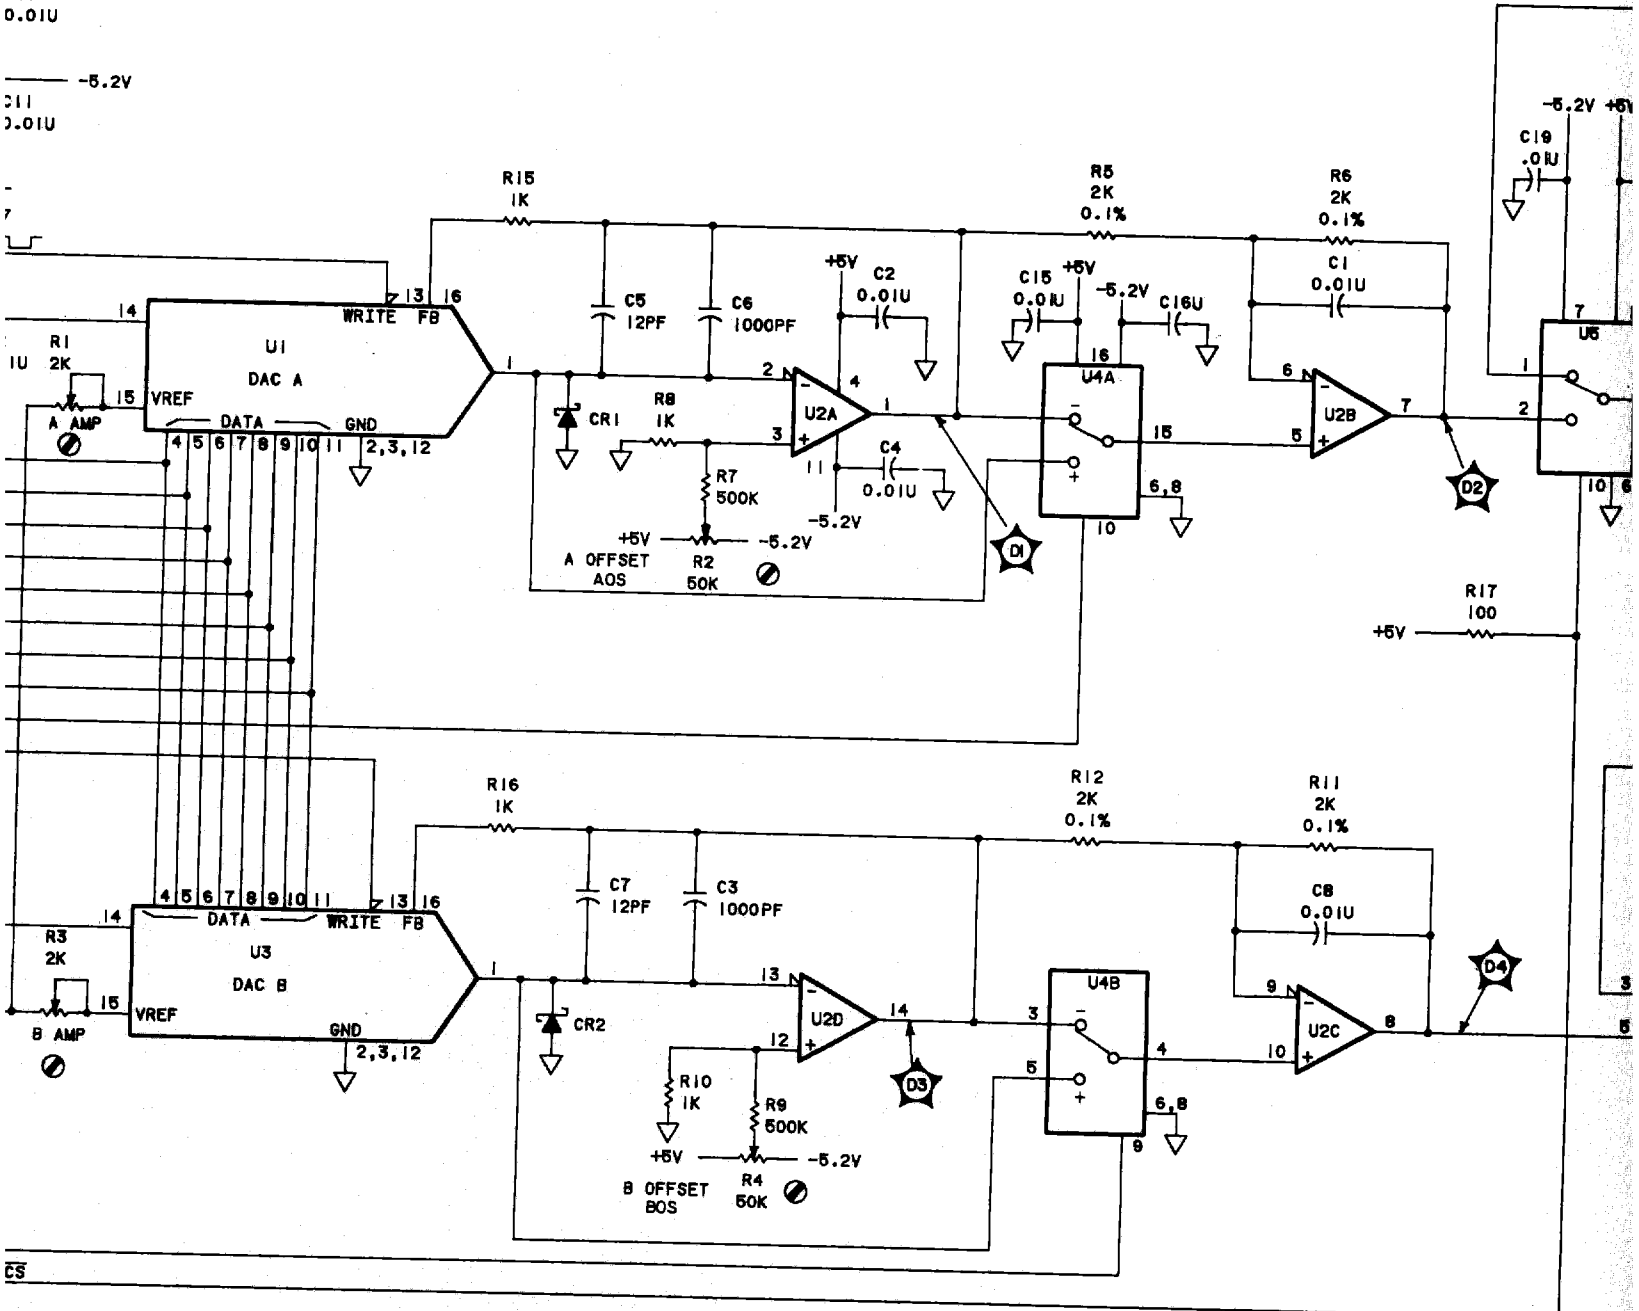 0.01U
-5.2V
C11
0.01U
7
R15
1K
R5
2K
0.1%
R6
2K
0.1%
C19
.01U
-5.2V +5V
+5V
C2
0.01U
C15
0.01U
+5V
-5.2V
C16U
C1
0.01U
14
WRITE
13
FB
16
C5
12PF
C6
1000PF
1U
R1
2K
U1
DAC A
1
2
4
U2A
1
16
U4A
-
+
6
U2B
7
7
U5
1
2
15
VREF
DATA
GND
A AMP
4 5 6 7 8 9 10 11
2,3,12
CR1
R8
1K
3
11
C4
0.01U
-5.2V
15
5
6,8
10
D2
10 6
R7
500K
+5V
-5.2V
A OFFSET
AOS
R2
50K
D1
R17
100
+5V
R16
1K
R12
2K
0.1%
R11
2K
0.1%
C7
12PF
C3
1000PF
C8
0.01U
4 5 6 7 8 9 10 11
13 16
14
DATA
WRITE
FB
R3
2K
U3
DAC B
1
13
U2D
14
U4B
3
-
4
9
U2C
8
D4
3
5
15
VREF
B AMP
GND
2,3,12
CR2
12
D3
5
+
10
6,8
9
R10
1K
R9
500K
+5V
-5.2V
B OFFSET
BOS
R4
50K
CS